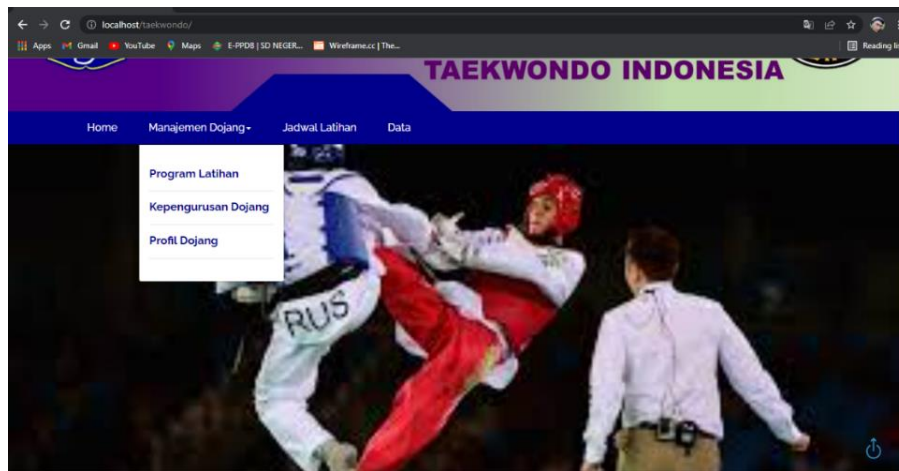 localhost/taekwondo/
Apps Gmail YouTube Maps E-PPDB | SD NEGER... Wireframe.cc | The... Reading li
TAEKWONDO INDONESIA
Home Manajemen Dojang Jadwal Latihan Data
Program Latihan
Kepengurusan Dojang
Profil Dojang
RUS